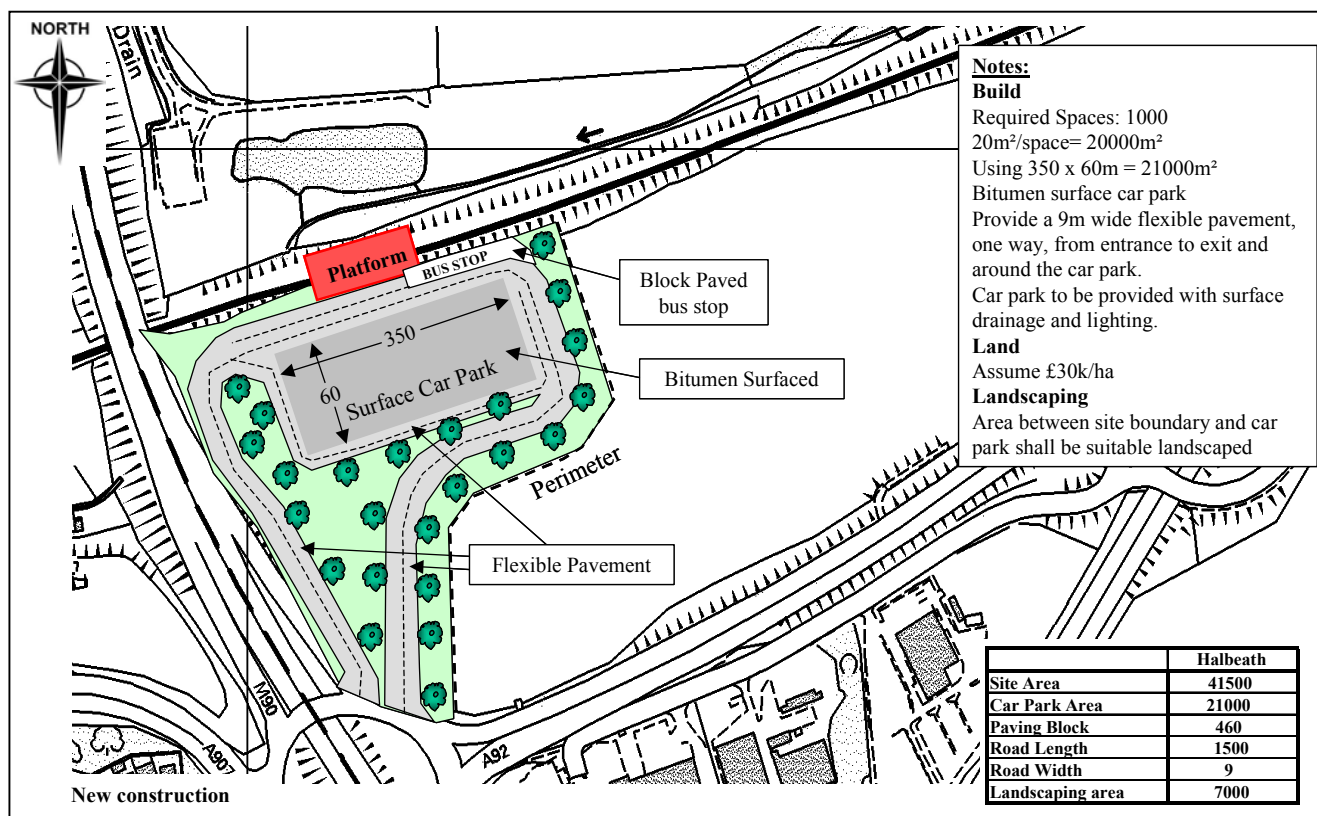 NORTH
Drain
Notes:
Build
Required Spaces: 1000
20m²/space= 20000m²
Using 350 x 60m = 21000m²
Bitumen surface car park
Provide a 9m wide flexible pavement,
one way, from entrance to exit and
around the car park.
Car park to be provided with surface
drainage and lighting.
Land
Assume £30k/ha
Landscaping
Area between site boundary and car
park shall be suitable landscaped
Platform
BUS STOP
Block Paved
bus stop
350
60
Surface Car Park
Bitumen Surfaced
Perimeter
Flexible Pavement
M90
A907
A92
Halbeath
Site Area 41500
Car Park Area 21000
Paving Block 460
Road Length 1500
Road Width 9
Landscaping area 7000
New construction